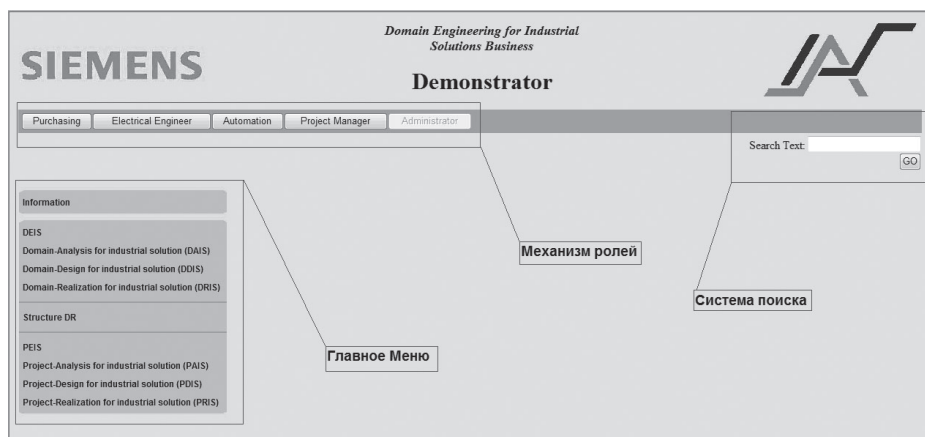 Domain Engineering for Industrial
Solutions Business
SIEMENS
Demonstrator
Purchasing Electrical Engineer Automation Project Manager Administrator
Search Text:
GO
Information
DEIS
Domain-Analysis for industrial solution (DAIS)
Domain-Design for industrial solution (DDIS)
Domain-Realization for industrial solution (DRIS)
Structure DR
PEIS
Project-Analysis for industrial solution (PAIS)
Project-Design for industrial solution (PDIS)
Project-Realization for industrial solution (PRIS)
Механизм ролей
Система поиска
Главное Меню